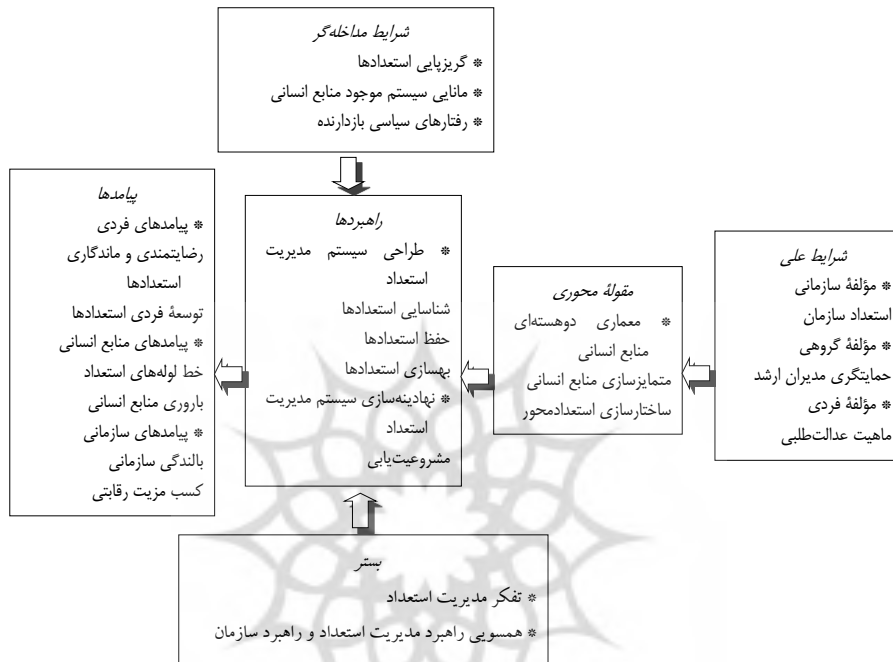 شرایط مداخله‌گر
* گریزپایی استعدادها
* مانایی سیستم موجود منابع انسانی
* رفتارهای سیاسی بازدارنده
شرایط علی
* مؤلفهٔ سازمانی
استعداد سازمان
* مؤلفهٔ گروهی
حمایتگری مدیران ارشد
* مؤلفهٔ فردی
ماهیت عدالت‌طلبی
مقولهٔ محوری
* معماری دوهسته‌ای
منابع انسانی
متمایزسازی منابع انسانی
ساختارسازی استعدادمحور
راهبردها
* طراحی سیستم مدیریت
استعداد
شناسایی استعدادها
حفظ استعدادها
بهسازی استعدادها
* نهادینه‌سازی سیستم مدیریت
استعداد
مشروعیت‌یابی
پیامدها
* پیامدهای فردی
رضایتمندی و ماندگاری
استعدادها
توسعهٔ فردی استعدادها
* پیامدهای منابع انسانی
خط لوله‌های استعداد
باروری منابع انسانی
* پیامدهای سازمانی
بالندگی سازمانی
کسب مزیت رقابتی
بستر
* تفکر مدیریت استعداد
* همسویی راهبرد مدیریت استعداد و راهبرد سازمان